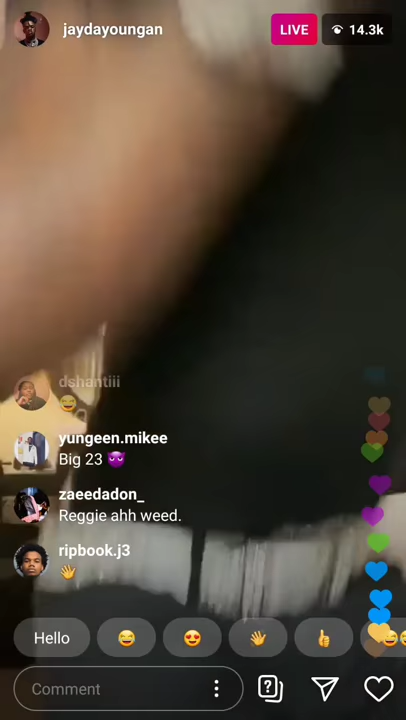 jaydayoungan
LIVE
14.3k
dshantiii
😂
yungeen.mikee
Big 23 😈
zaeedadon_
Reggie ahh weed.
ripbook.j3
👋
Hello
😂 😍 👋 👍 😂
Comment